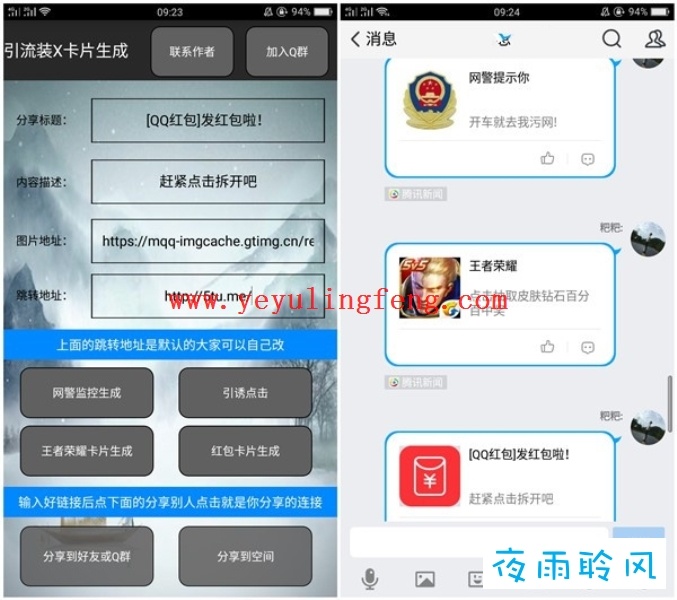 09:23
94%
引流装X卡片生成
联系作者
加入Q群
分享标题：
[QQ红包]发红包啦！
内容描述：
赶紧点击拆开吧
图片地址：
https://mqq-imgcache.gtimg.cn/re
跳转地址：
http://5tu.me/
上面的跳转地址是默认的大家可以自己改
网警监控生成
引诱点击
王者荣耀卡片生成
红包卡片生成
输入好链接后点下面的分享别人点击就是你分享的连接
分享到好友或Q群
分享到空间
09:24
94%
消息
网警提示你
开车就去我污网!
腾讯新闻
粑粑:
5V5
王者荣耀
点击抽取皮肤钻石百分
百中奖
腾讯新闻
粑粑:
[QQ红包]发红包啦！
赶紧点击拆开吧
www.yeyulingfeng.com
夜雨聆风